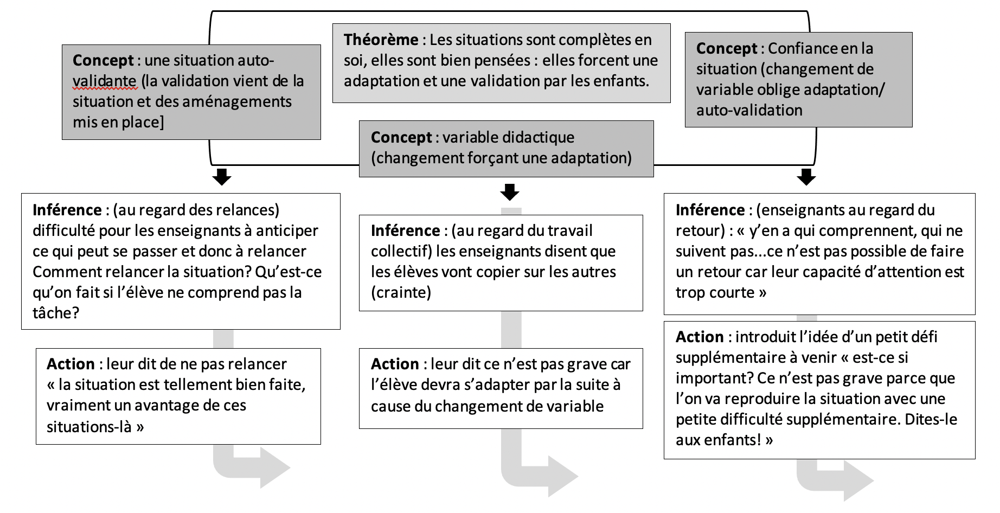 Concept : une situation auto-
validante (la validation vient de la
situation et des aménagements
mis en place]
Théorème : Les situations sont complètes en
soi, elles sont bien pensées : elles forcent une
adaptation et une validation par les enfants.
Concept : Confiance en la
situation (changement de
variable oblige adaptation/
auto-validation
Concept : variable didactique
(changement forçant une adaptation)
Inférence : (au regard des relances)
difficulté pour les enseignants à anticiper
ce qui peut se passer et donc à relancer
Comment relancer la situation? Qu’est-ce
qu’on fait si l’élève ne comprend pas la
tâche?
Inférence : (au regard du travail
collectif) les enseignants disent que
les élèves vont copier sur les autres
(crainte)
Inférence : (enseignants au regard du
retour) : « y’en a qui comprennent, qui ne
suivent pas...ce n’est pas possible de faire
un retour car leur capacité d’attention est
trop courte »
Action : leur dit de ne pas relancer
« la situation est tellement bien faite,
vraiment un avantage de ces
situations-là »
Action : leur dit ce n’est pas grave car
l’élève devra s’adapter par la suite à
cause du changement de variable
Action : introduit l’idée d’un petit défi
supplémentaire à venir « est-ce si
important? Ce n’est pas grave parce que
l’on va reproduire la situation avec une
petite difficulté supplémentaire. Dites-le
aux enfants! »